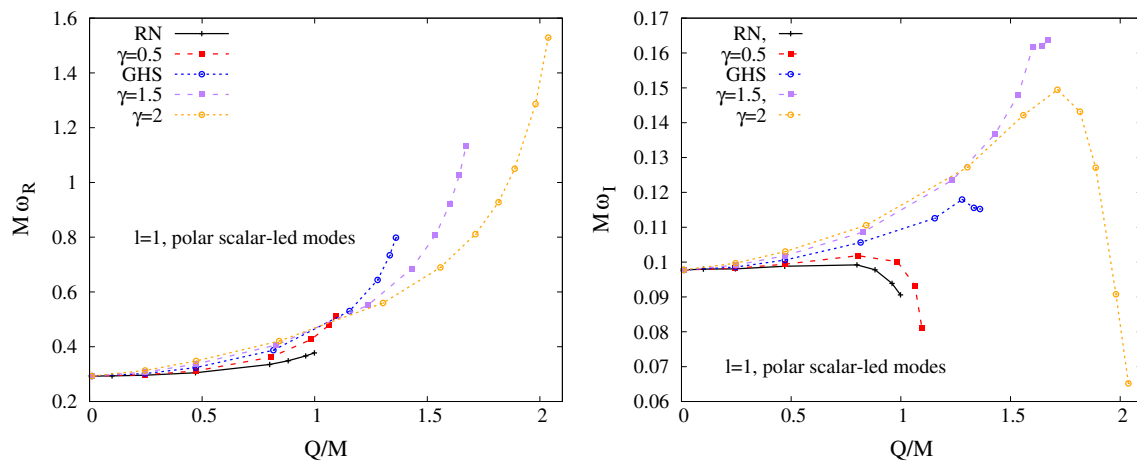 1.6
1.4
1.2
1
0.8
0.6
0.4
0.2
Mω_R
RN
γ=0.5
GHS
γ=1.5
γ=2
l=1, polar scalar-led modes
0
0.5
1
1.5
2
Q/M
0.17
0.16
0.15
0.14
0.13
0.12
0.11
0.1
0.09
0.08
0.07
0.06
Mω_I
RN,
γ=0.5
GHS
γ=1.5,
γ=2
l=1, polar scalar-led modes
0
0.5
1
1.5
2
Q/M